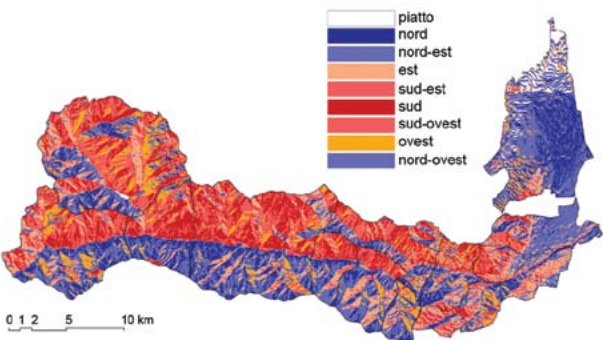 piatto
nord
nord-est
est
sud-est
sud
sud-ovest
ovest
nord-ovest
0 1 2 5 10 km